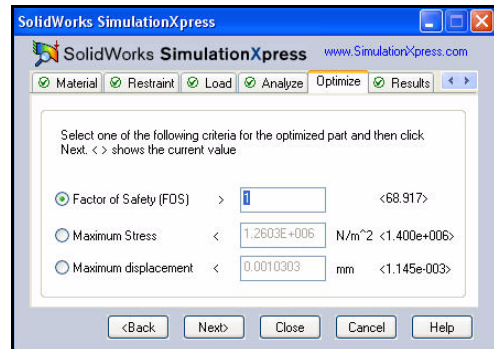 SolidWorks SimulationXpress
SolidWorks SimulationXpress www.SimulationXpress.com
Material Restraint Load Analyze Optimize Results
Select one of the following criteria for the optimized part and then click
Next. < > shows the current value
Factor of Safety (FOS) > 1 <68.917>
Maximum Stress < 1.2603E+006 N/m^2 <1.400e+006>
Maximum displacement < 0.0010303 mm <1.145e-003>
<Back Next> Close Cancel Help